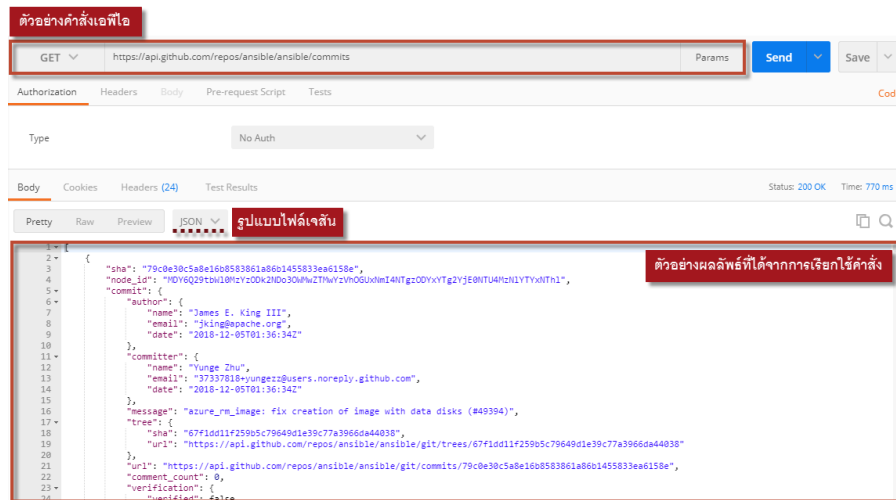 ตัวอย่างคำสั่งเอพีไอ
GET https://api.github.com/repos/ansible/ansible/commits Params Send Save
Authorization Headers Body Pre-request Script Tests Cod
Type No Auth
Body Cookies Headers (24) Test Results Status: 200 OK Time: 770 ms
Pretty Raw Preview JSON รูปแบบไฟล์เจสัน
ตัวอย่างผลลัพธ์ที่ได้จากการเรียกใช้คำสั่ง
1 [
2 {
3 "sha": "79c0e30c5a8e16b8583861a86b1455833ea6158e",
4 "node_id":
5 "commit": {
6 "author": {
7 "name": "James E. King III",
8 "email": "jking@apache.org",
9 "date": "2018-12-05T01:36:34Z"
10 },
11 "committer": {
12 "name": "Yunge Zhu",
13 "email": "37337818+yungezz@users.noreply.github.com",
14 "date": "2018-12-05T01:36:34Z"
15 },
16 "message": "azure_rm_image: fix creation of image with data disks (#49394)",
17 "tree": {
18 "sha": "67f1dd11f259b5c79649d1e39c77a3966da44038",
19 "url": "https://api.github.com/repos/ansible/ansible/git/trees/67f1dd11f259b5c79649d1e39c77a3966da44038"
20 },
21 "url": "https://api.github.com/repos/ansible/ansible/git/commits/79c0e30c5a8e16b8583861a86b1455833ea6158e",
22 "comment_count": 0,
23 "verification": {
24 "verified": false,